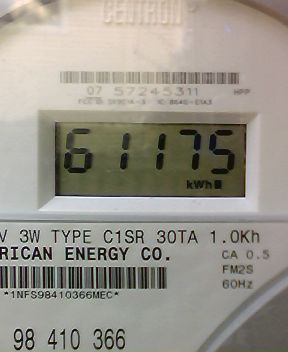 CENTRON
07 57245311 HPP
61175
kWh
V 3W TYPE C1SR 30TA 1.0Kh
RICAN ENERGY CO. CA 0.5
FM2S
*1NFS98410366MEC* 60Hz
98 410 366